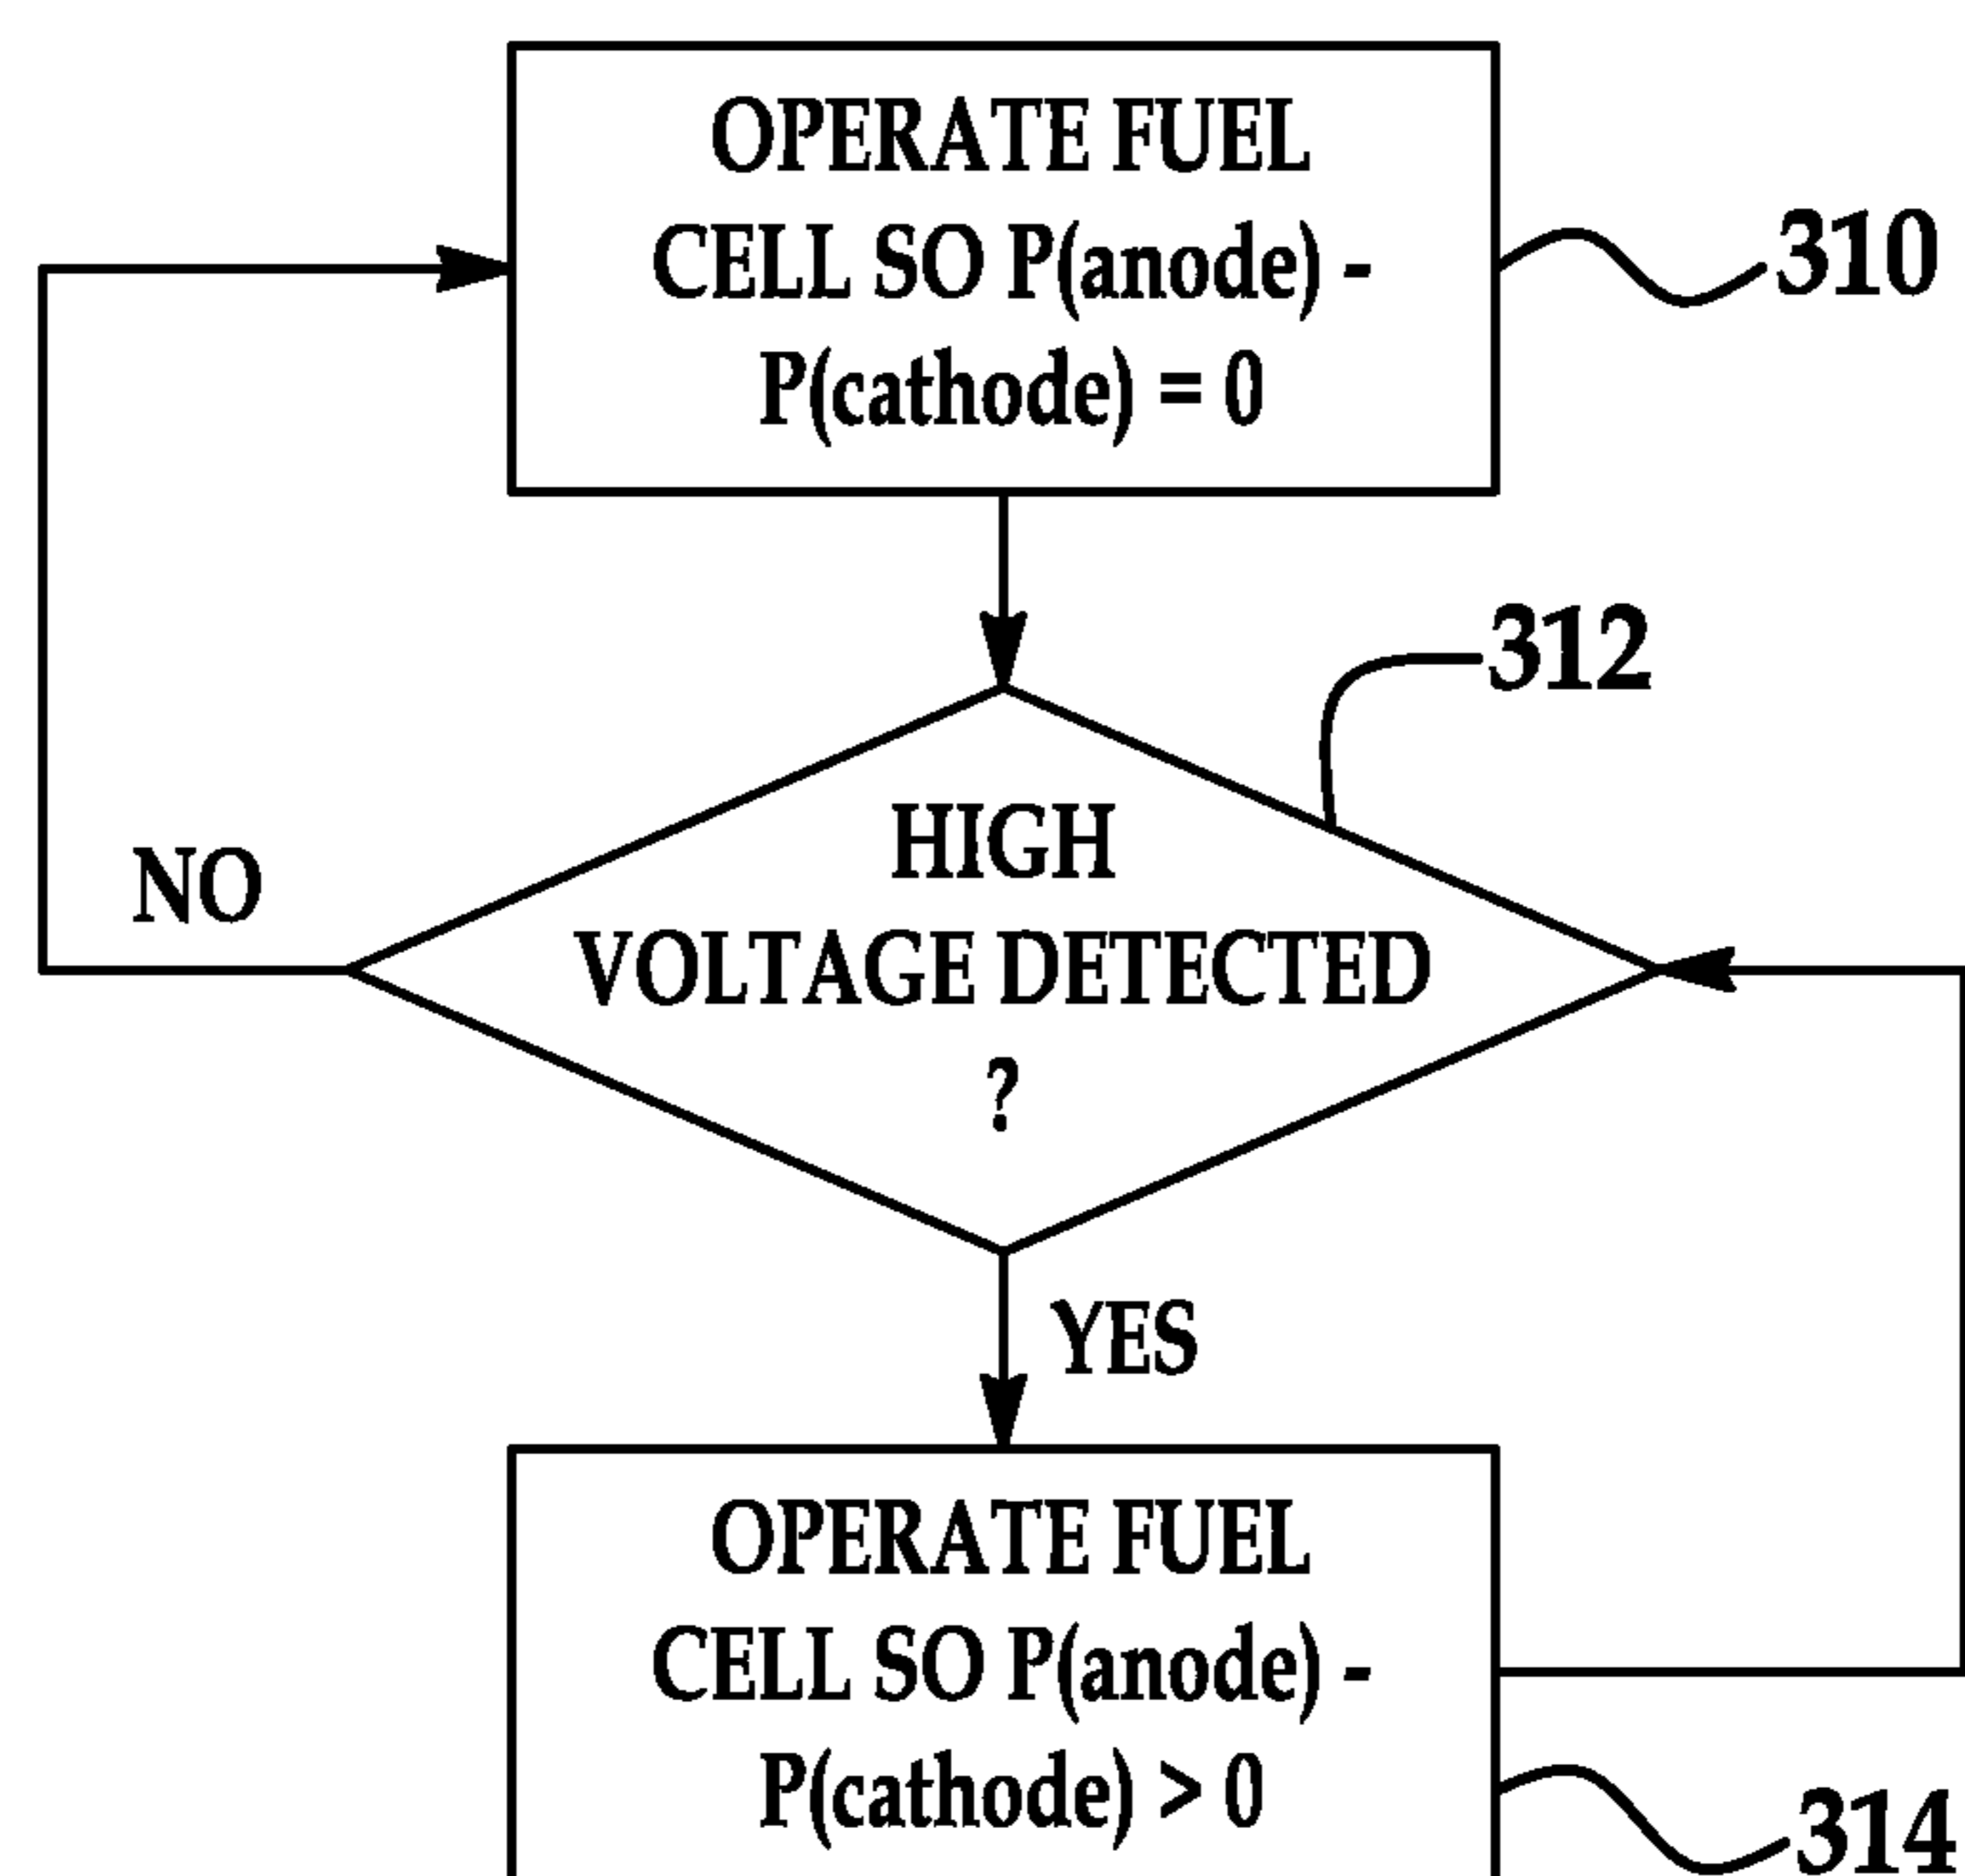 OPERATE FUEL
CELL SO P(anode) -
P(cathode) = 0
310
312
HIGH
VOLTAGE DETECTED
?
NO
YES
OPERATE FUEL
CELL SO P(anode) -
P(cathode) > 0
314